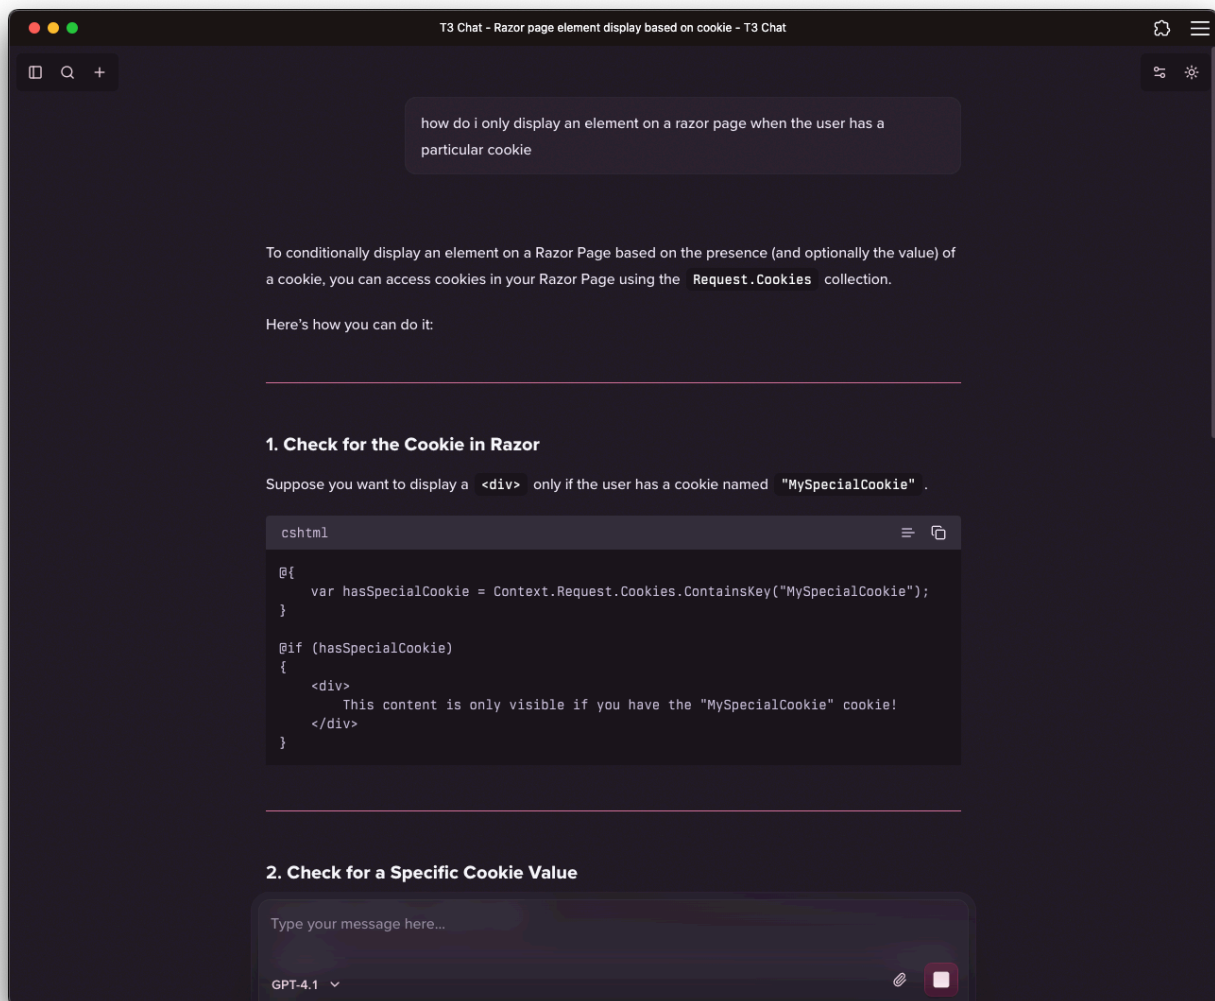 T3 Chat - Razor page element display based on cookie - T3 Chat
how do i only display an element on a razor page when the user has a
particular cookie
To conditionally display an element on a Razor Page based on the presence (and optionally the value) of
a cookie, you can access cookies in your Razor Page using the Request.Cookies collection.
Here's how you can do it:
1. Check for the Cookie in Razor
Suppose you want to display a <div> only if the user has a cookie named "MySpecialCookie" .
cshtml
@{
    var hasSpecialCookie = Context.Request.Cookies.ContainsKey("MySpecialCookie");
}
@if (hasSpecialCookie)
{
    <div>
        This content is only visible if you have the "MySpecialCookie" cookie!
    </div>
}
2. Check for a Specific Cookie Value
Type your message here...
GPT-4.1